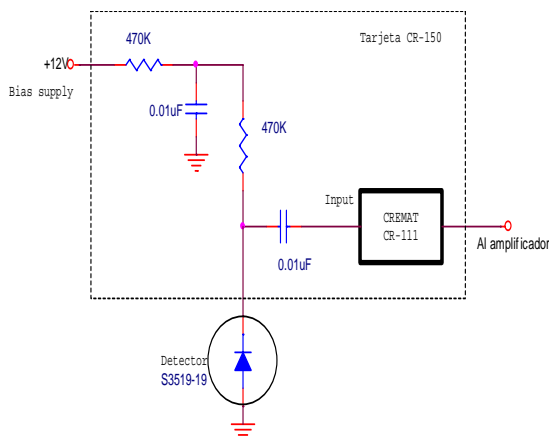 Tarjeta CR-150
470K
+12V
Bias supply
0.01uF
470K
Input
CREMAT
CR-111
Al amplificador
0.01uF
Detector
S3519-19